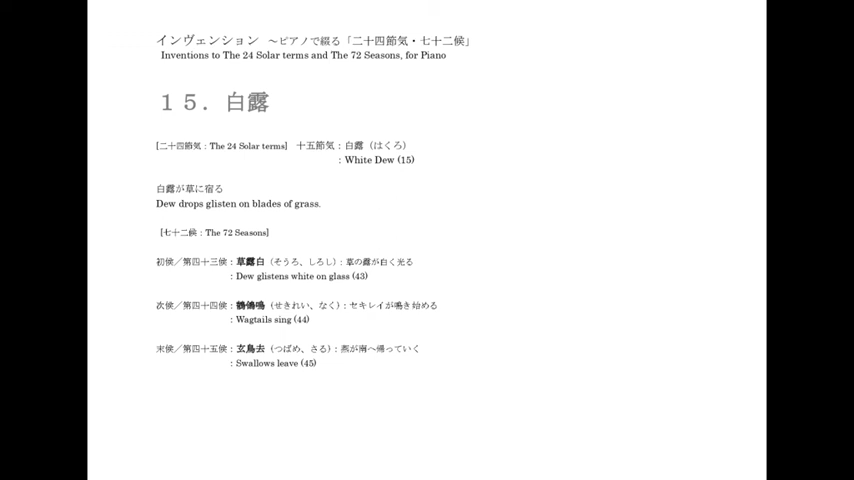 インヴェンション ～ピアノで綴る「二十四節気・七十二候」
Inventions to The 24 Solar terms and The 72 Seasons, for Piano
１５．白露
[二十四節気：The 24 Solar terms] 十五節気：白露（はくろ）
：White Dew (15)
白露が草に宿る
Dew drops glisten on blades of grass.
[七十二候：The 72 Seasons]
初侯／第四十三候：草露白（そうろ、しろし）：草の露が白く光る
：Dew glistens white on glass (43)
次侯／第四十四候：鶺鴒鳴（せきれい、なく）：セキレイが鳴き始める
：Wagtails sing (44)
末侯／第四十五候：玄鳥去（つばめ、さる）：燕が南へ帰っていく
：Swallows leave (45)